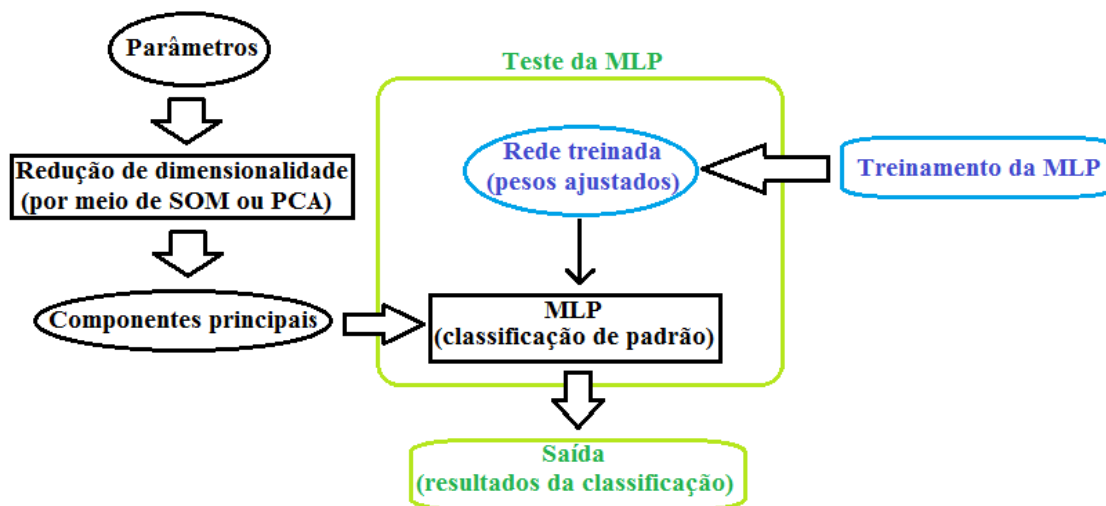 Parâmetros
Teste da MLP
Redução de dimensionalidade
(por meio de SOM ou PCA)
Rede treinada
(pesos ajustados)
Treinamento da MLP
Componentes principais
MLP
(classificação de padrão)
Saída
(resultados da classificação)